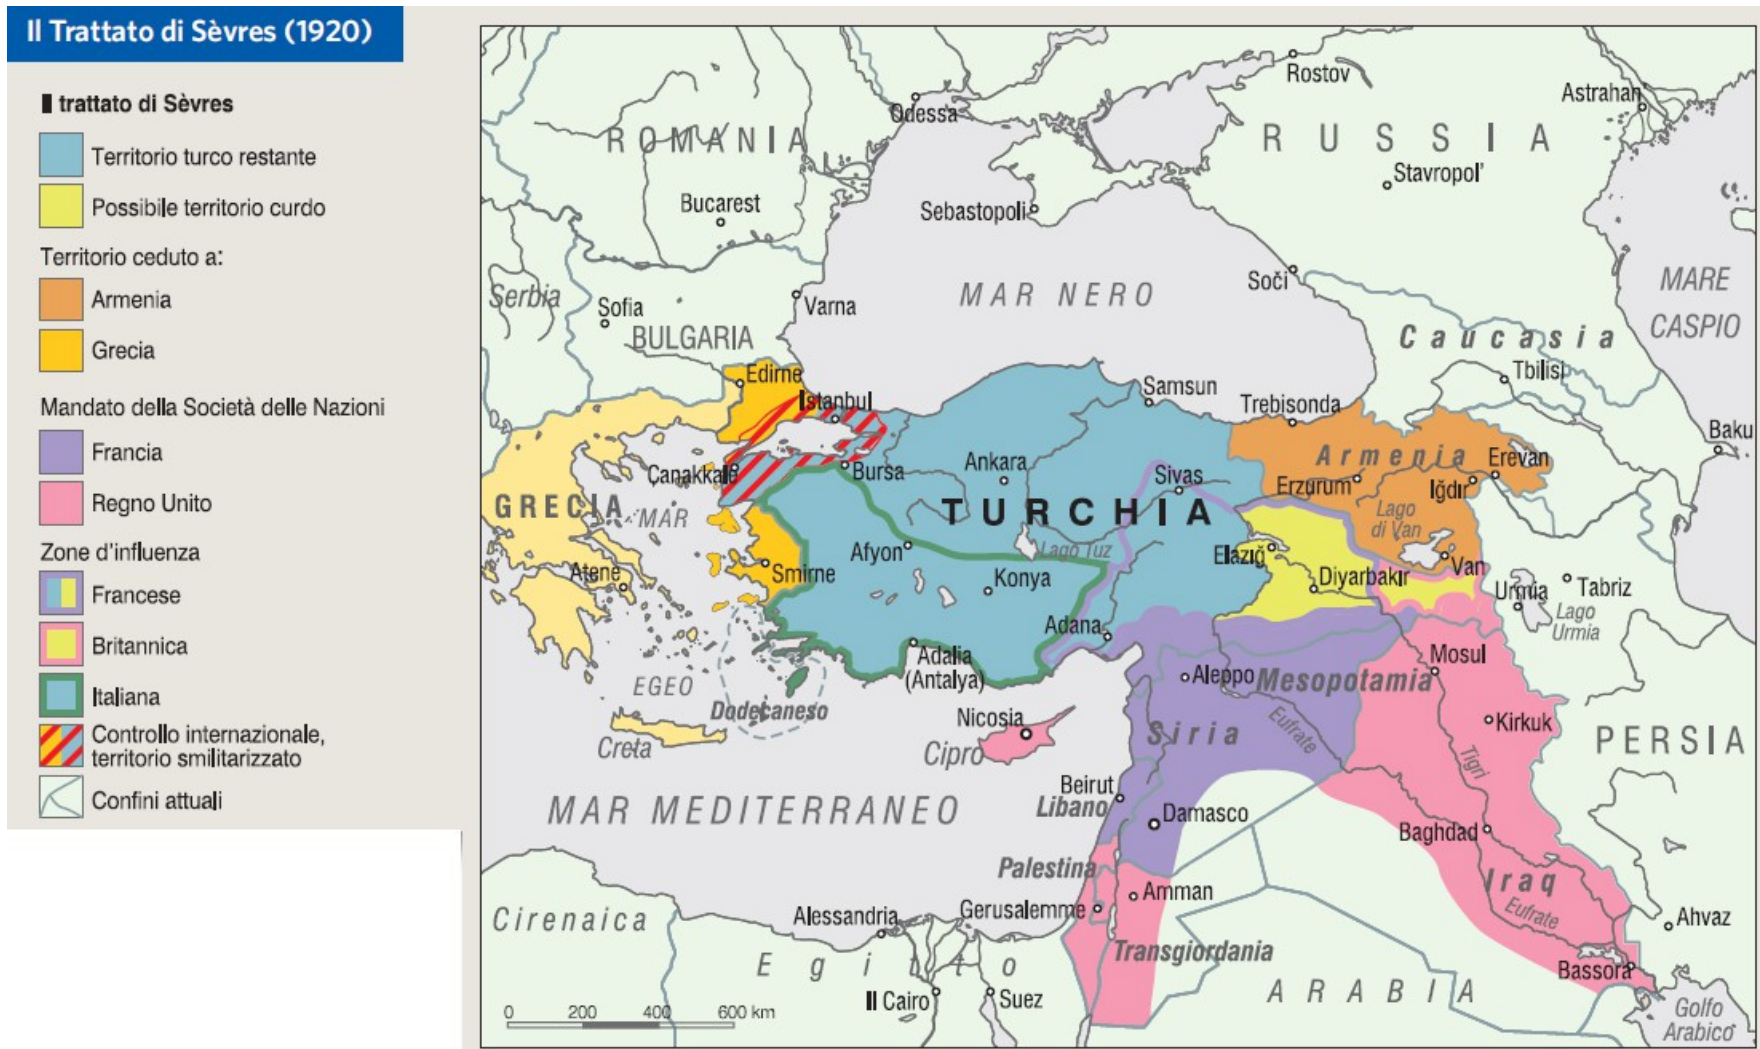 Il Trattato di Sèvres (1920)
trattato di Sèvres
Territorio turco restante
Possibile territorio curdo
Territorio ceduto a:
Armenia
Grecia
Mandato della Società delle Nazioni
Francia
Regno Unito
Zone d'influenza
Francese
Britannica
Italiana
Controllo internazionale,
territorio smilitarizzato
Confini attuali
Rostov
Astrahan'
Odessa
ROMANIA
RUSSIA
Stavropol'
Bucarest
Sebastopoli
Serbia
Sofia
Varna
BULGARIA
MAR NERO
Soči
MARE
CASPIO
Caucasia
Tbilisi
Edirne
Istanbul
Samsun
Trebisonda
Baku
Armenia
Erevan
Çanakkale
Bursa
Ankara
Sivas
Erzurum
Iğdır
GRECIA
MAR
EGEO
TURCHIA
Lago
di Van
Lago Tuz
Afyon
Elazığ
Van
Atene
Smirne
Konya
Diyarbakır
Urmia
Tabriz
Lago
Urmia
Adana
Adalia
(Antalya)
Mosul
Aleppo
Mesopotamia
Dodecaneso
Nicosia
Cipro
Creta
Siria
Eufrate
Tigri
Kirkuk
PERSIA
Beirut
Libano
Damasco
MAR MEDITERRANEO
Baghdad
Palestina
Amman
Iraq
Eufrate
Cirenaica
Alessandria
Gerusalemme
Ahvaz
Transgiordania
Egitto
Bassora
ARABIA
Il Cairo
Suez
Golfo
Arabico
0 200 400 600 km